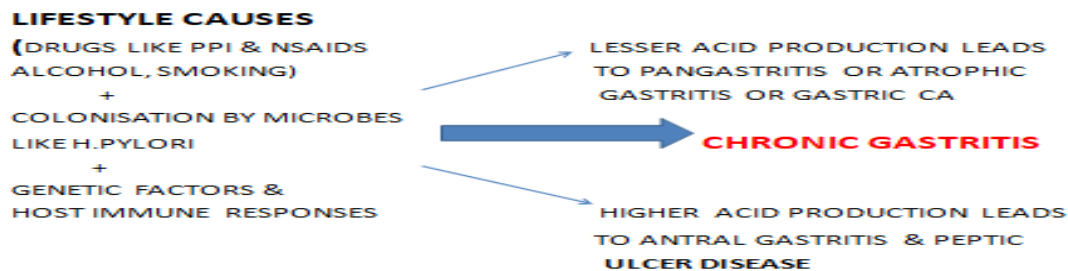 LIFESTYLE CAUSES
(DRUGS LIKE PPI & NSAIDS
ALCOHOL, SMOKING)
+
COLONISATION BY MICROBES
LIKE H.PYLORI
+
GENETIC FACTORS &
HOST IMMUNE RESPONSES
LESSER ACID PRODUCTION LEADS
TO PANGASTRITIS OR ATROPHIC
GASTRITIS OR GASTRIC CA
CHRONIC GASTRITIS
HIGHER ACID PRODUCTION LEADS
TO ANTRAL GASTRITIS & PEPTIC
ULCER DISEASE